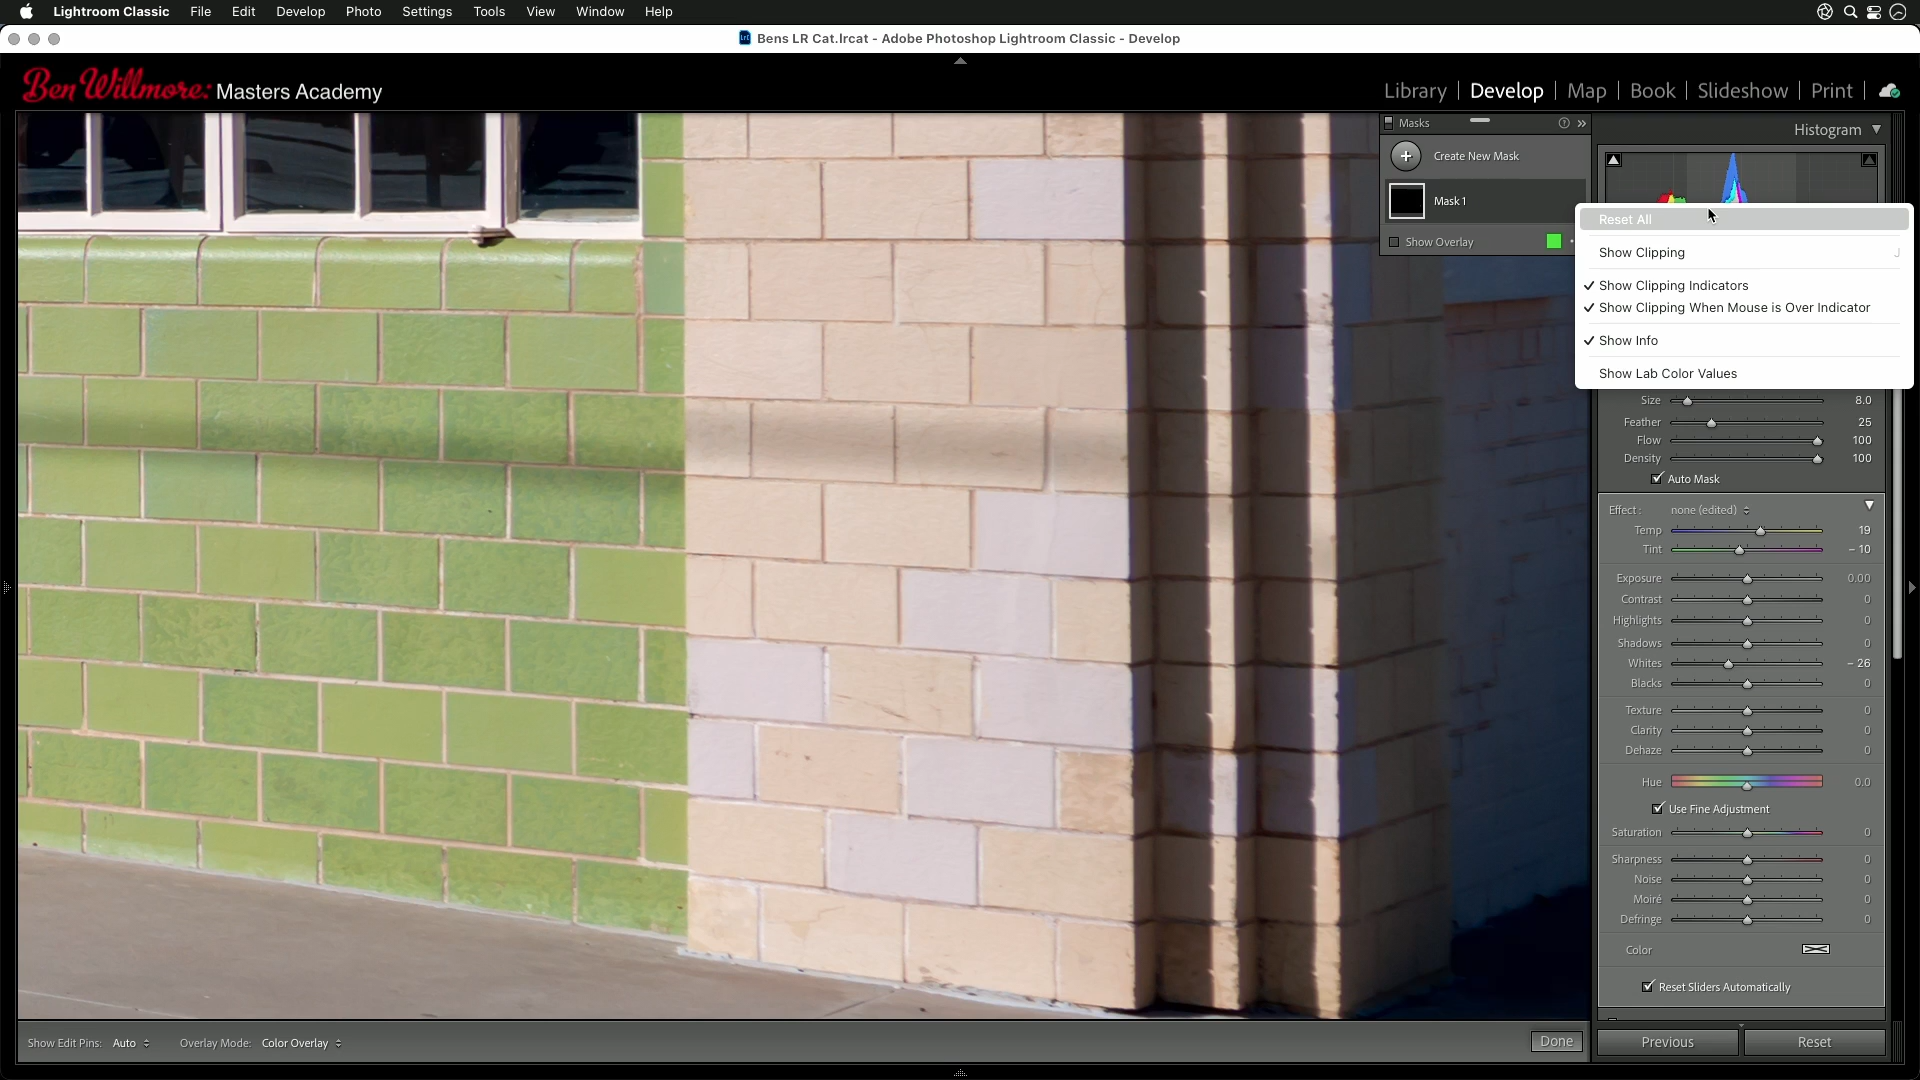 Lightroom Classic File Edit Develop Photo Settings Tools View Window Help
Bens LR Cat.lrcat - Adobe Photoshop Lightroom Classic - Develop
Ben Willmore: Masters Academy
Library | Develop | Map | Book | Slideshow | Print |
Masks
Histogram
Create New Mask
Mask 1
Show Overlay
Reset All
Show Clipping J
Show Clipping Indicators
Show Clipping When Mouse is Over Indicator
Show Info
Show Lab Color Values
Size 8.0
Feather 25
Flow 100
Density 100
Auto Mask
Effect : none (edited)
Temp 19
Tint – 10
Exposure 0.00
Contrast 0
Highlights 0
Shadows 0
Whites – 26
Blacks 0
Texture 0
Clarity 0
Dehaze 0
Hue 0.0
Use Fine Adjustment
Saturation 0
Sharpness 0
Noise 0
Moiré 0
Defringe 0
Color
Reset Sliders Automatically
Show Edit Pins: Auto Overlay Mode: Color Overlay Done Previous Reset